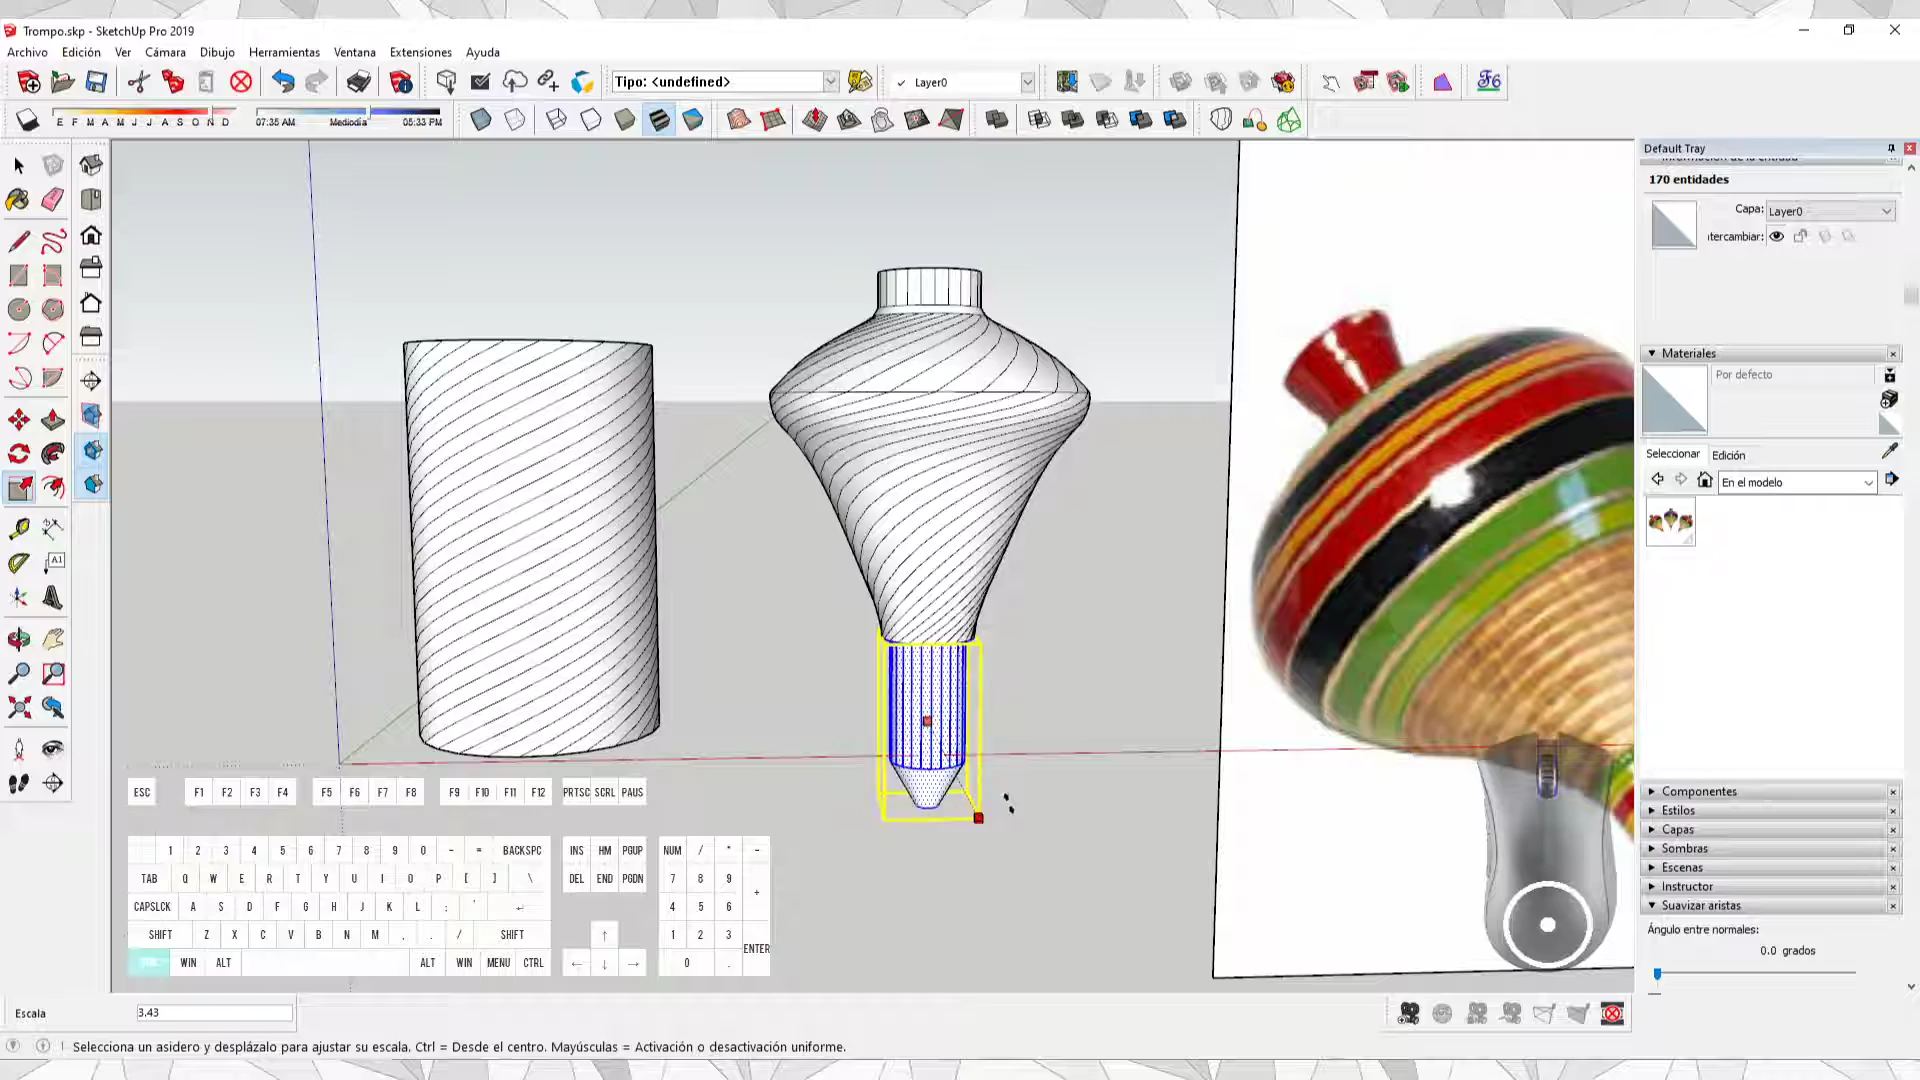 Trompo.skp - SketchUp Pro 2019
Archivo Edición Ver Cámara Dibujo Herramientas Ventana Extensiones Ayuda
Tipo: <undefined>
Layer0
E F M A M J J A S O N D
07:35 AM Mediodía 05:33 PM
Default Tray
170 entidades
Capa: Layer0
itercambiar:
Materiales
Por defecto
Seleccionar Edición
En el modelo
Componentes
Estilos
Capas
Sombras
Escenas
Instructor
Suavizar aristas
Ángulo entre normales:
0.0 grados
ESC F1 F2 F3 F4 F5 F6 F7 F8 F9 F10 F11 F12 PRTSC SCRL PAUS
1 2 3 4 5 6 7 8 9 0 - = BACKSPC INS HM PGUP NUM / * -
TAB Q W E R T Y U I O P [ ] \ DEL END PGDN 7 8 9 +
CAPSLCK A S D F G H J K L ; ' ↵ 4 5 6
SHIFT Z X C V B N M , . / SHIFT ↑ 1 2 3 ENTER
WIN ALT ALT WIN MENU CTRL ← ↓ → 0 .
Escala 3.43
Selecciona un asidero y desplázalo para ajustar su escala. Ctrl = Desde el centro. Mayúsculas = Activación o desactivación uniforme.